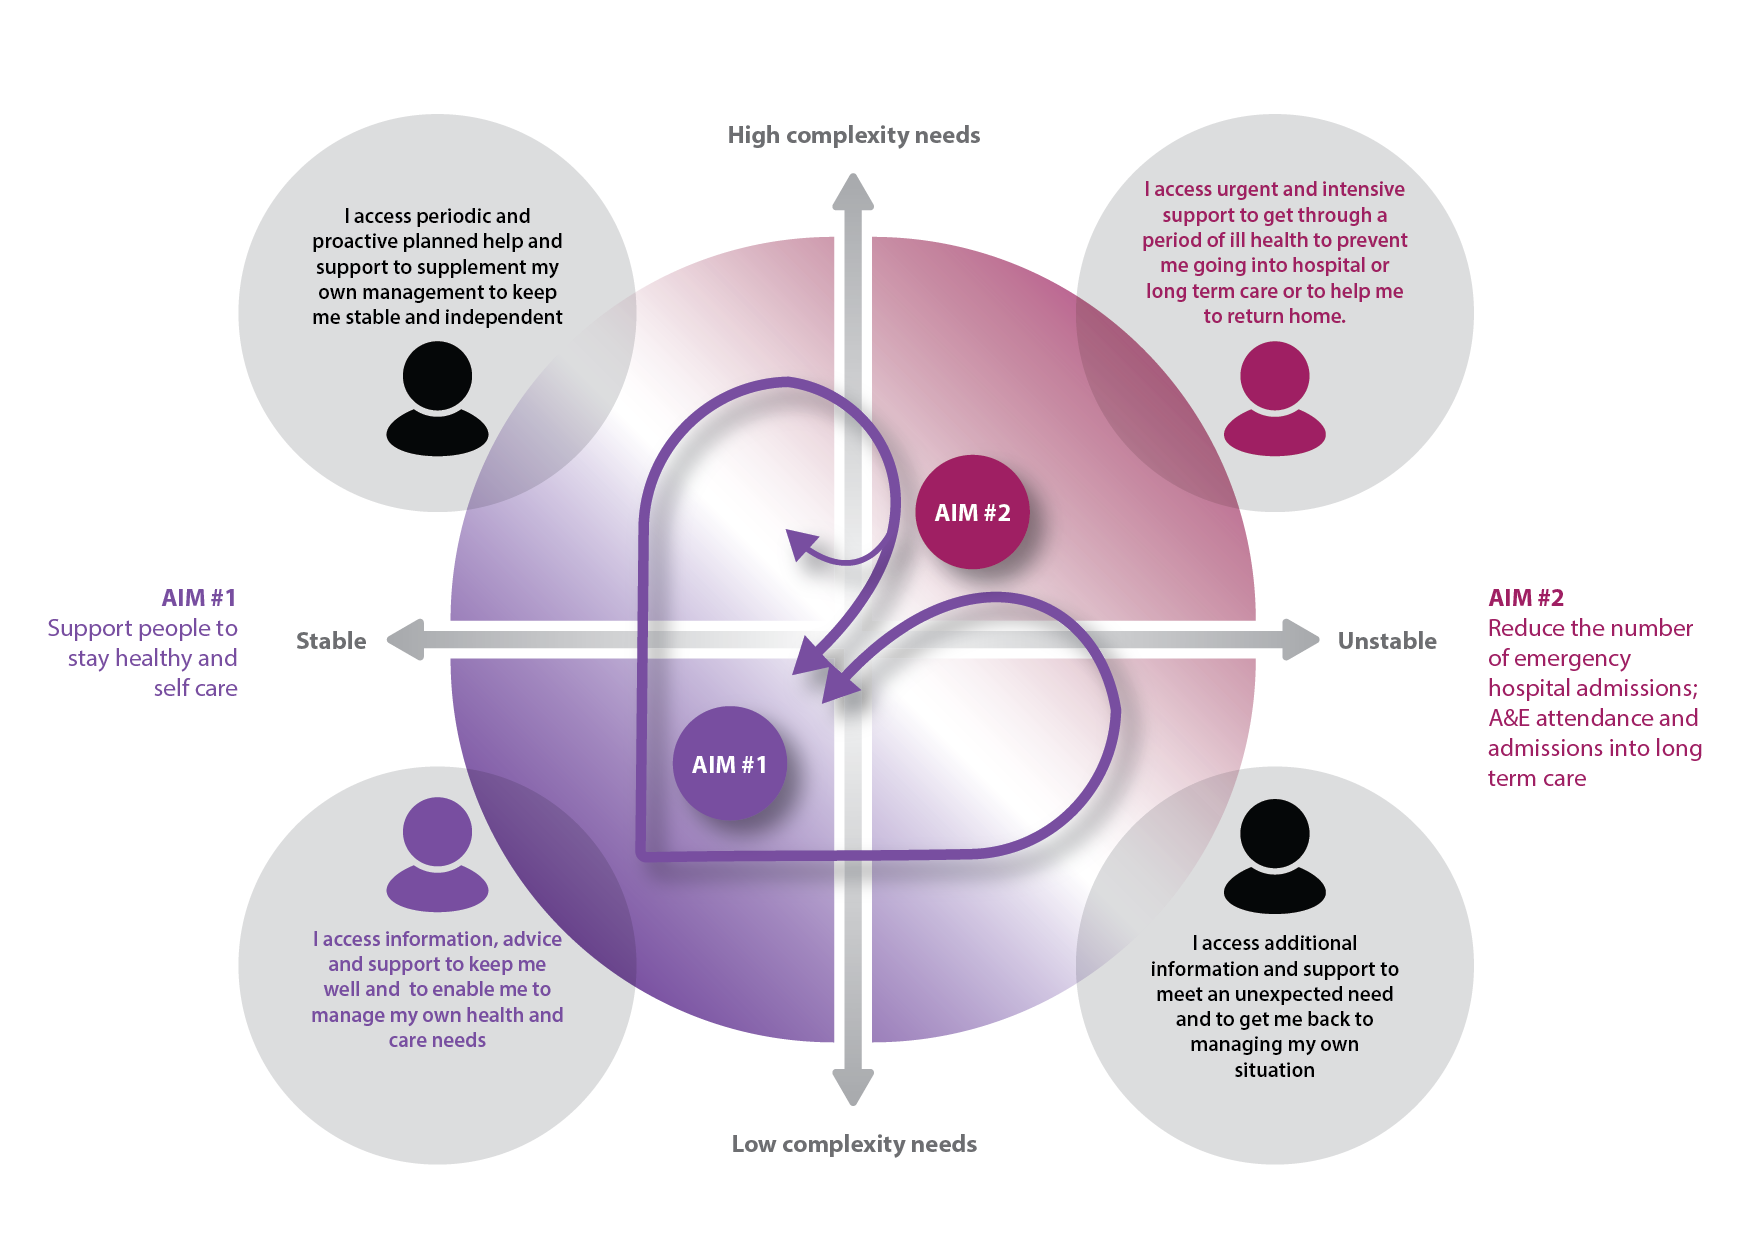 High complexity needs
I access periodic and
proactive planned help and
support to supplement my
own management to keep
me stable and independent
I access urgent and intensive
support to get through a
period of ill health to prevent
me going into hospital or
long term care or to help me
to return home.
AIM #2
AIM #1
Support people to
stay healthy and
self care
Stable
Unstable
AIM #2
Reduce the number
of emergency
hospital admissions;
A&E attendance and
admissions into long
term care
AIM #1
I access information, advice
and support to keep me
well and  to enable me to
manage my own health and
care needs
I access additional
information and support to
meet an unexpected need
and to get me back to
managing my own
situation
Low complexity needs